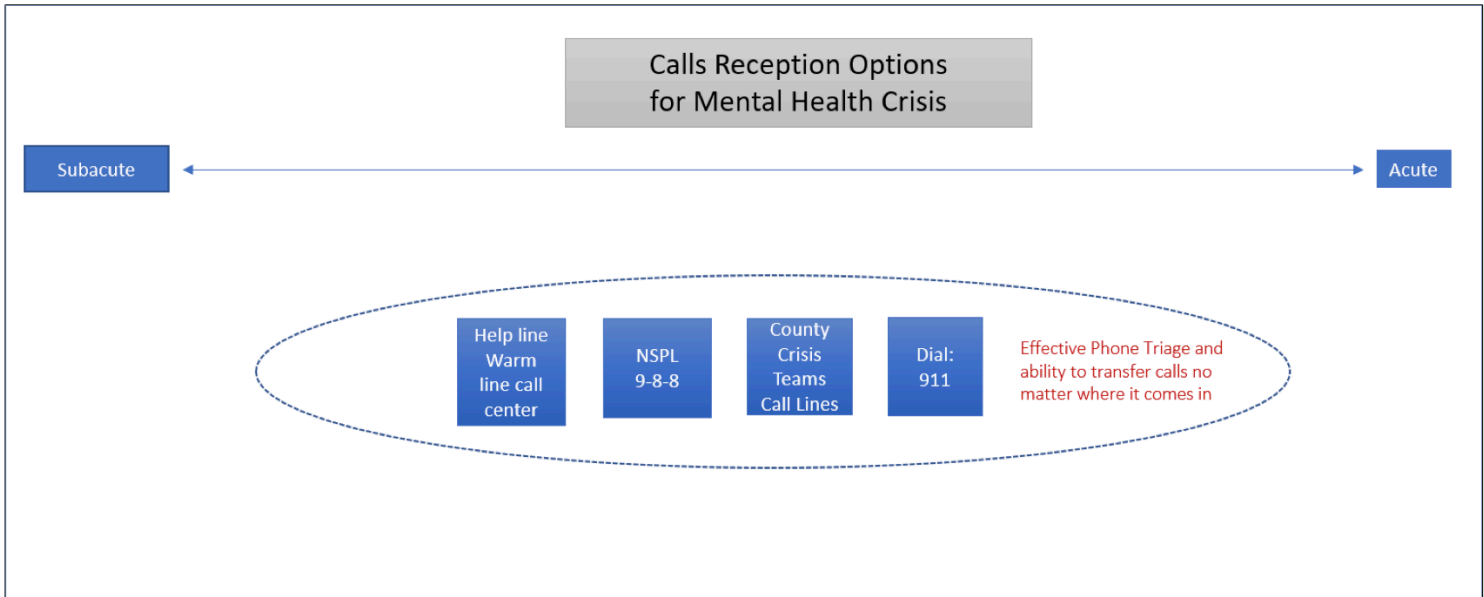 Calls Reception Options
for Mental Health Crisis
Subacute
Acute
Help line
Warm
line call
center
NSPL
9-8-8
County
Crisis
Teams
Call Lines
Dial:
911
Effective Phone Triage and
ability to transfer calls no
matter where it comes in